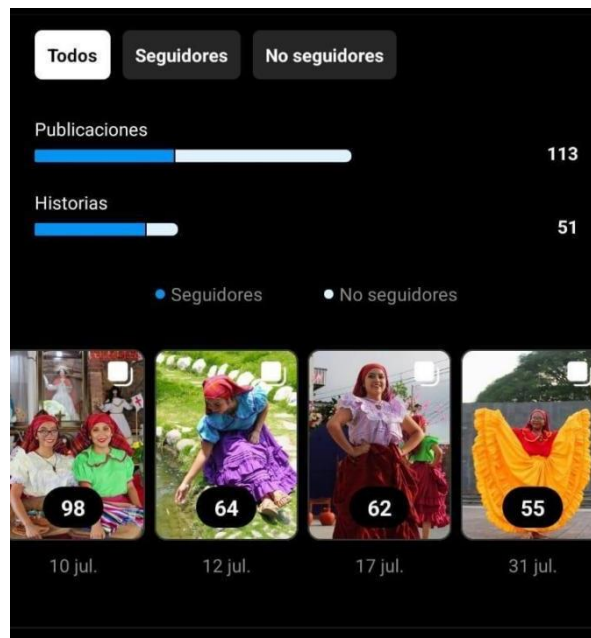 Todos Seguidores No seguidores
Publicaciones
113
Historias
51
Seguidores No seguidores
98 64 62 55
10 jul. 12 jul. 17 jul. 31 jul.